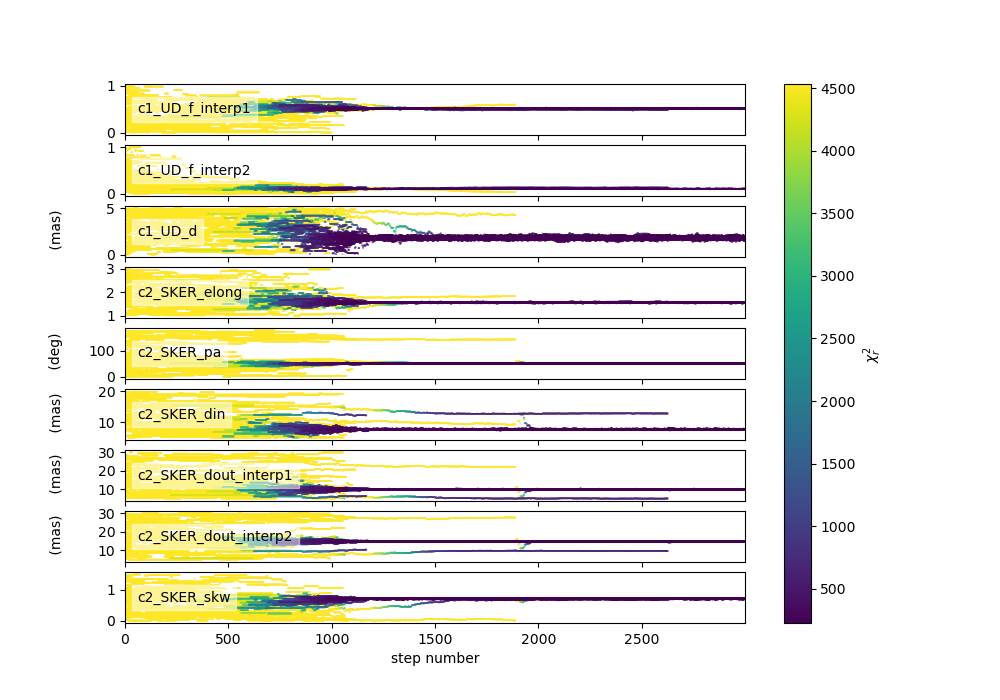 1
c1_UD_f_interp1
0
1
c1_UD_f_interp2
0
(mas)
5
c1_UD_d
0
3
c2_SKER_elong
2
1
(deg)
100
c2_SKER_pa
0
(mas)
20
c2_SKER_din
10
(mas)
30
c2_SKER_dout_interp1
20
10
(mas)
30
c2_SKER_dout_interp2
20
10
1
c2_SKER_skw
0
0 500 1000 1500 2000 2500
step number
4500
4000
3500
3000
2500
2000
1500
1000
500
χ²ᵣ